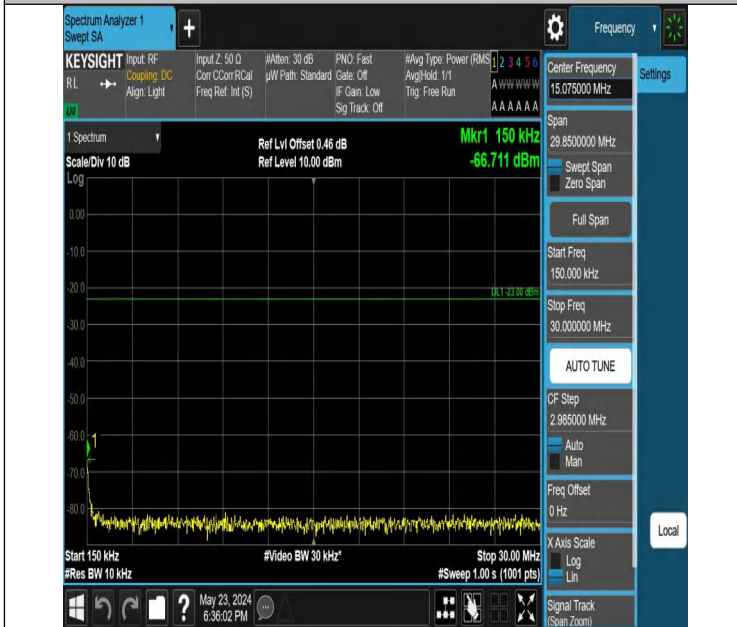 Spectrum Analyzer 1
Swept SA
+
Frequency
KEYSIGHT
RL
Input: RF
Coupling: DC
Align: Light
Input Z: 50 Ω
Corr CCorr RCal
Freq Ref: Int (S)
#Atten: 30 dB
µW Path: Standard
PNO: Fast
Gate: Off
IF Gain: Low
Sig Track: Off
#Avg Type: Power (RMS
Avg|Hold: 1/1
Trig: Free Run
1 2 3 4 5 6
A W W W W W
A A A A A A
1 Spectrum
Scale/Div 10 dB
Ref Lvl Offset 0.46 dB
Ref Level 10.00 dBm
Mkr1 150 kHz
-66.711 dBm
Log
0.00
-10.0
-20.0
DL1 -23.00 dBm
-30.0
-40.0
-50.0
-60.0
1
-70.0
-80.0
Start 150 kHz
#Video BW 30 kHz*
Stop 30.00 MHz
#Res BW 10 kHz
#Sweep 1.00 s (1001 pts)
?
May 23, 2024
6:36:02 PM
Center Frequency
15.075000 MHz
Settings
Span
29.8500000 MHz
Swept Span
Zero Span
Full Span
Start Freq
150.000 kHz
Stop Freq
30.000000 MHz
AUTO TUNE
CF Step
2.985000 MHz
Auto
Man
Freq Offset
0 Hz
Local
X Axis Scale
Log
Lin
Signal Track
(Span Zoom)